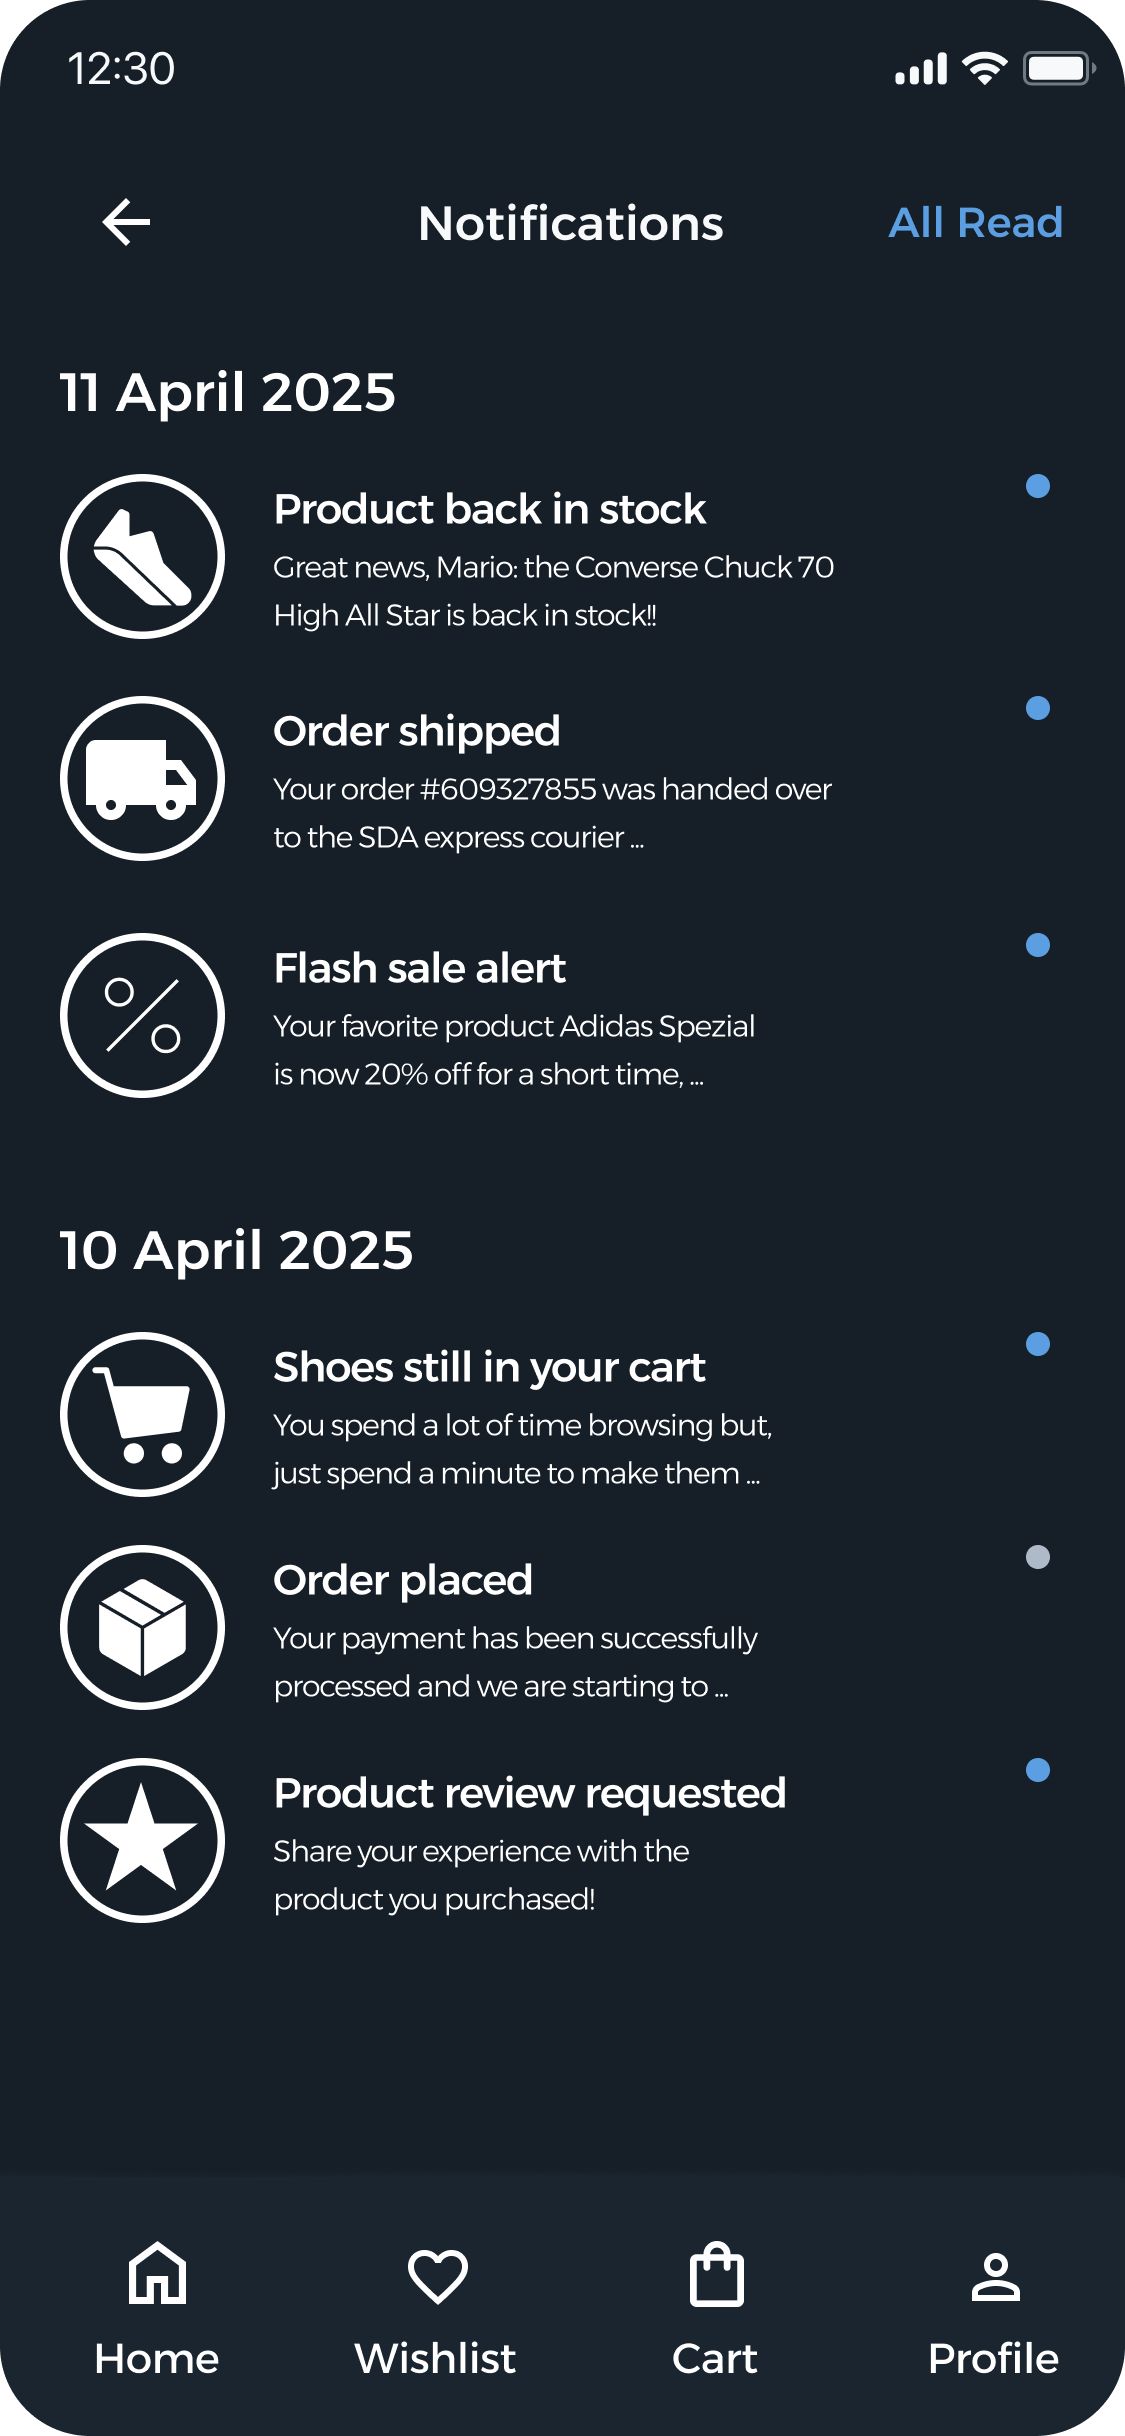 12:30
Notifications
All Read
11 April 2025
Product back in stock
Great news, Mario: the Converse Chuck 70
High All Star is back in stock!!
Order shipped
Your order #609327855 was handed over
to the SDA express courier ...
Flash sale alert
Your favorite product Adidas Spezial
is now 20% off for a short time, ...
10 April 2025
Shoes still in your cart
You spend a lot of time browsing but,
just spend a minute to make them ...
Order placed
Your payment has been successfully
processed and we are starting to ...
Product review requested
Share your experience with the
product you purchased!
Home
Wishlist
Cart
Profile